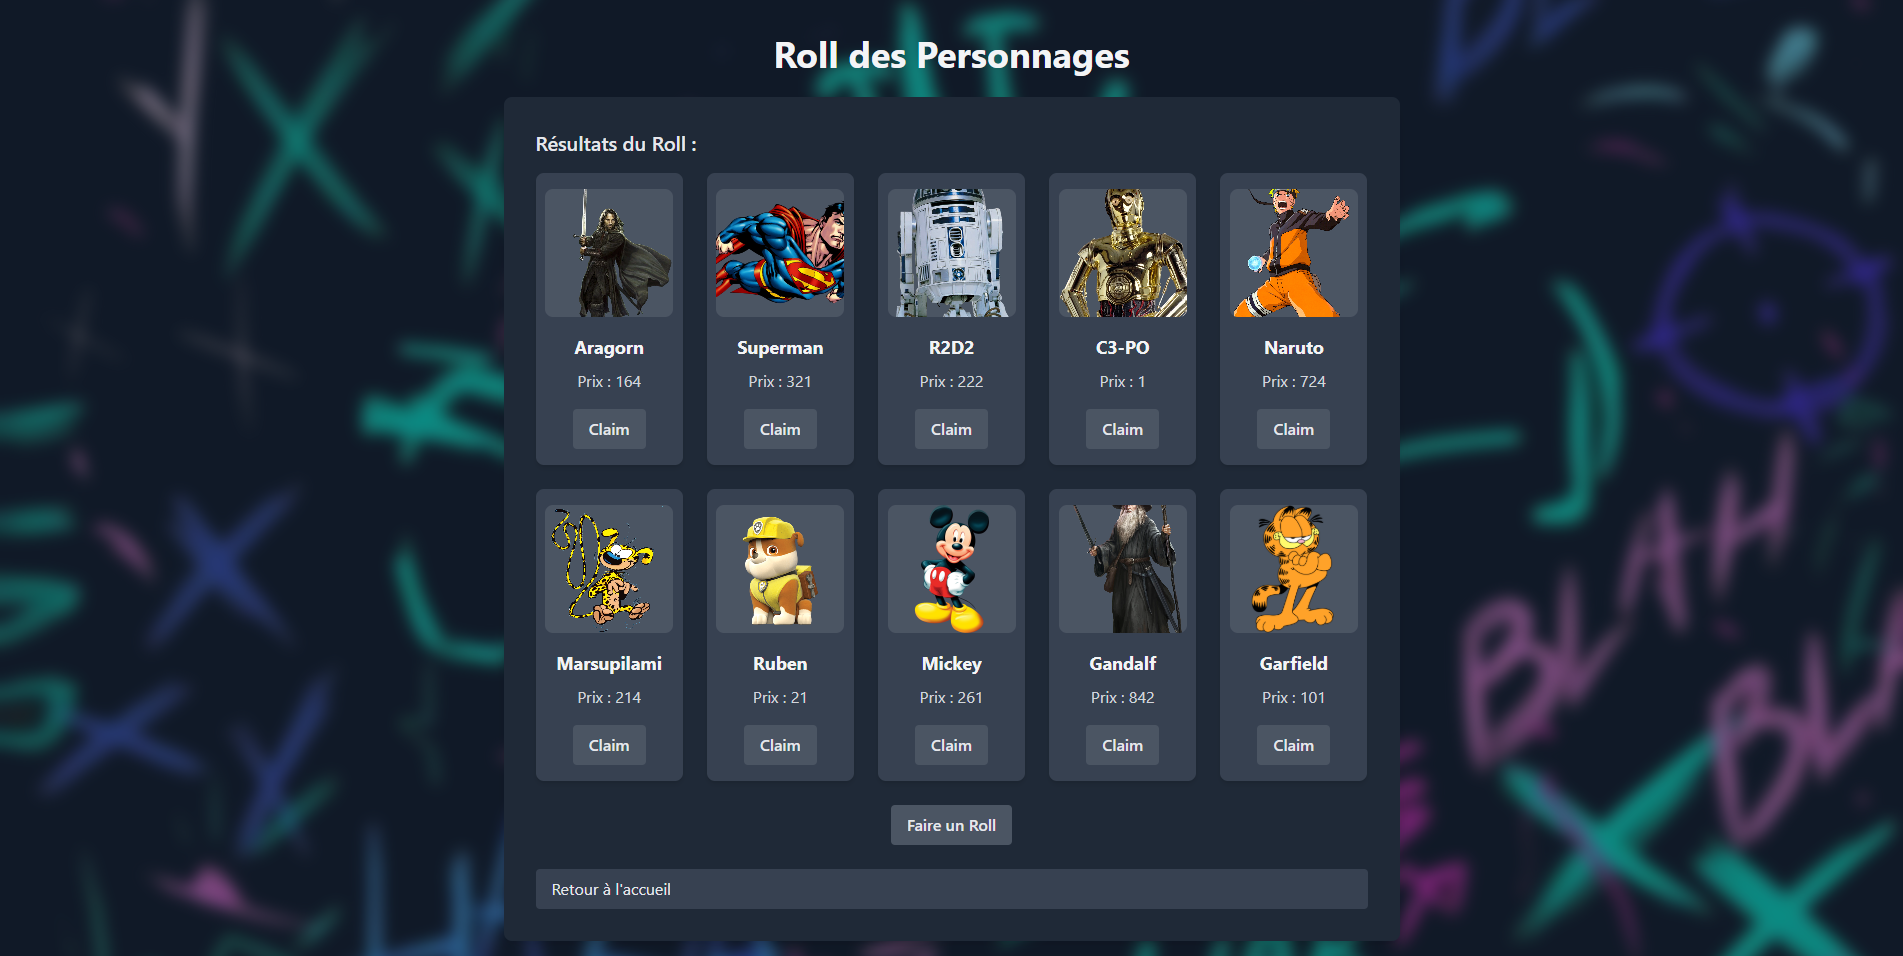 Roll des Personnages
Résultats du Roll :
Aragorn
Prix : 164
Claim
Superman
Prix : 321
Claim
R2D2
Prix : 222
Claim
C3-PO
Prix : 1
Claim
Naruto
Prix : 724
Claim
Marsupilami
Prix : 214
Claim
Ruben
Prix : 21
Claim
Mickey
Prix : 261
Claim
Gandalf
Prix : 842
Claim
Garfield
Prix : 101
Claim
Faire un Roll
Retour à l'accueil
BLAH